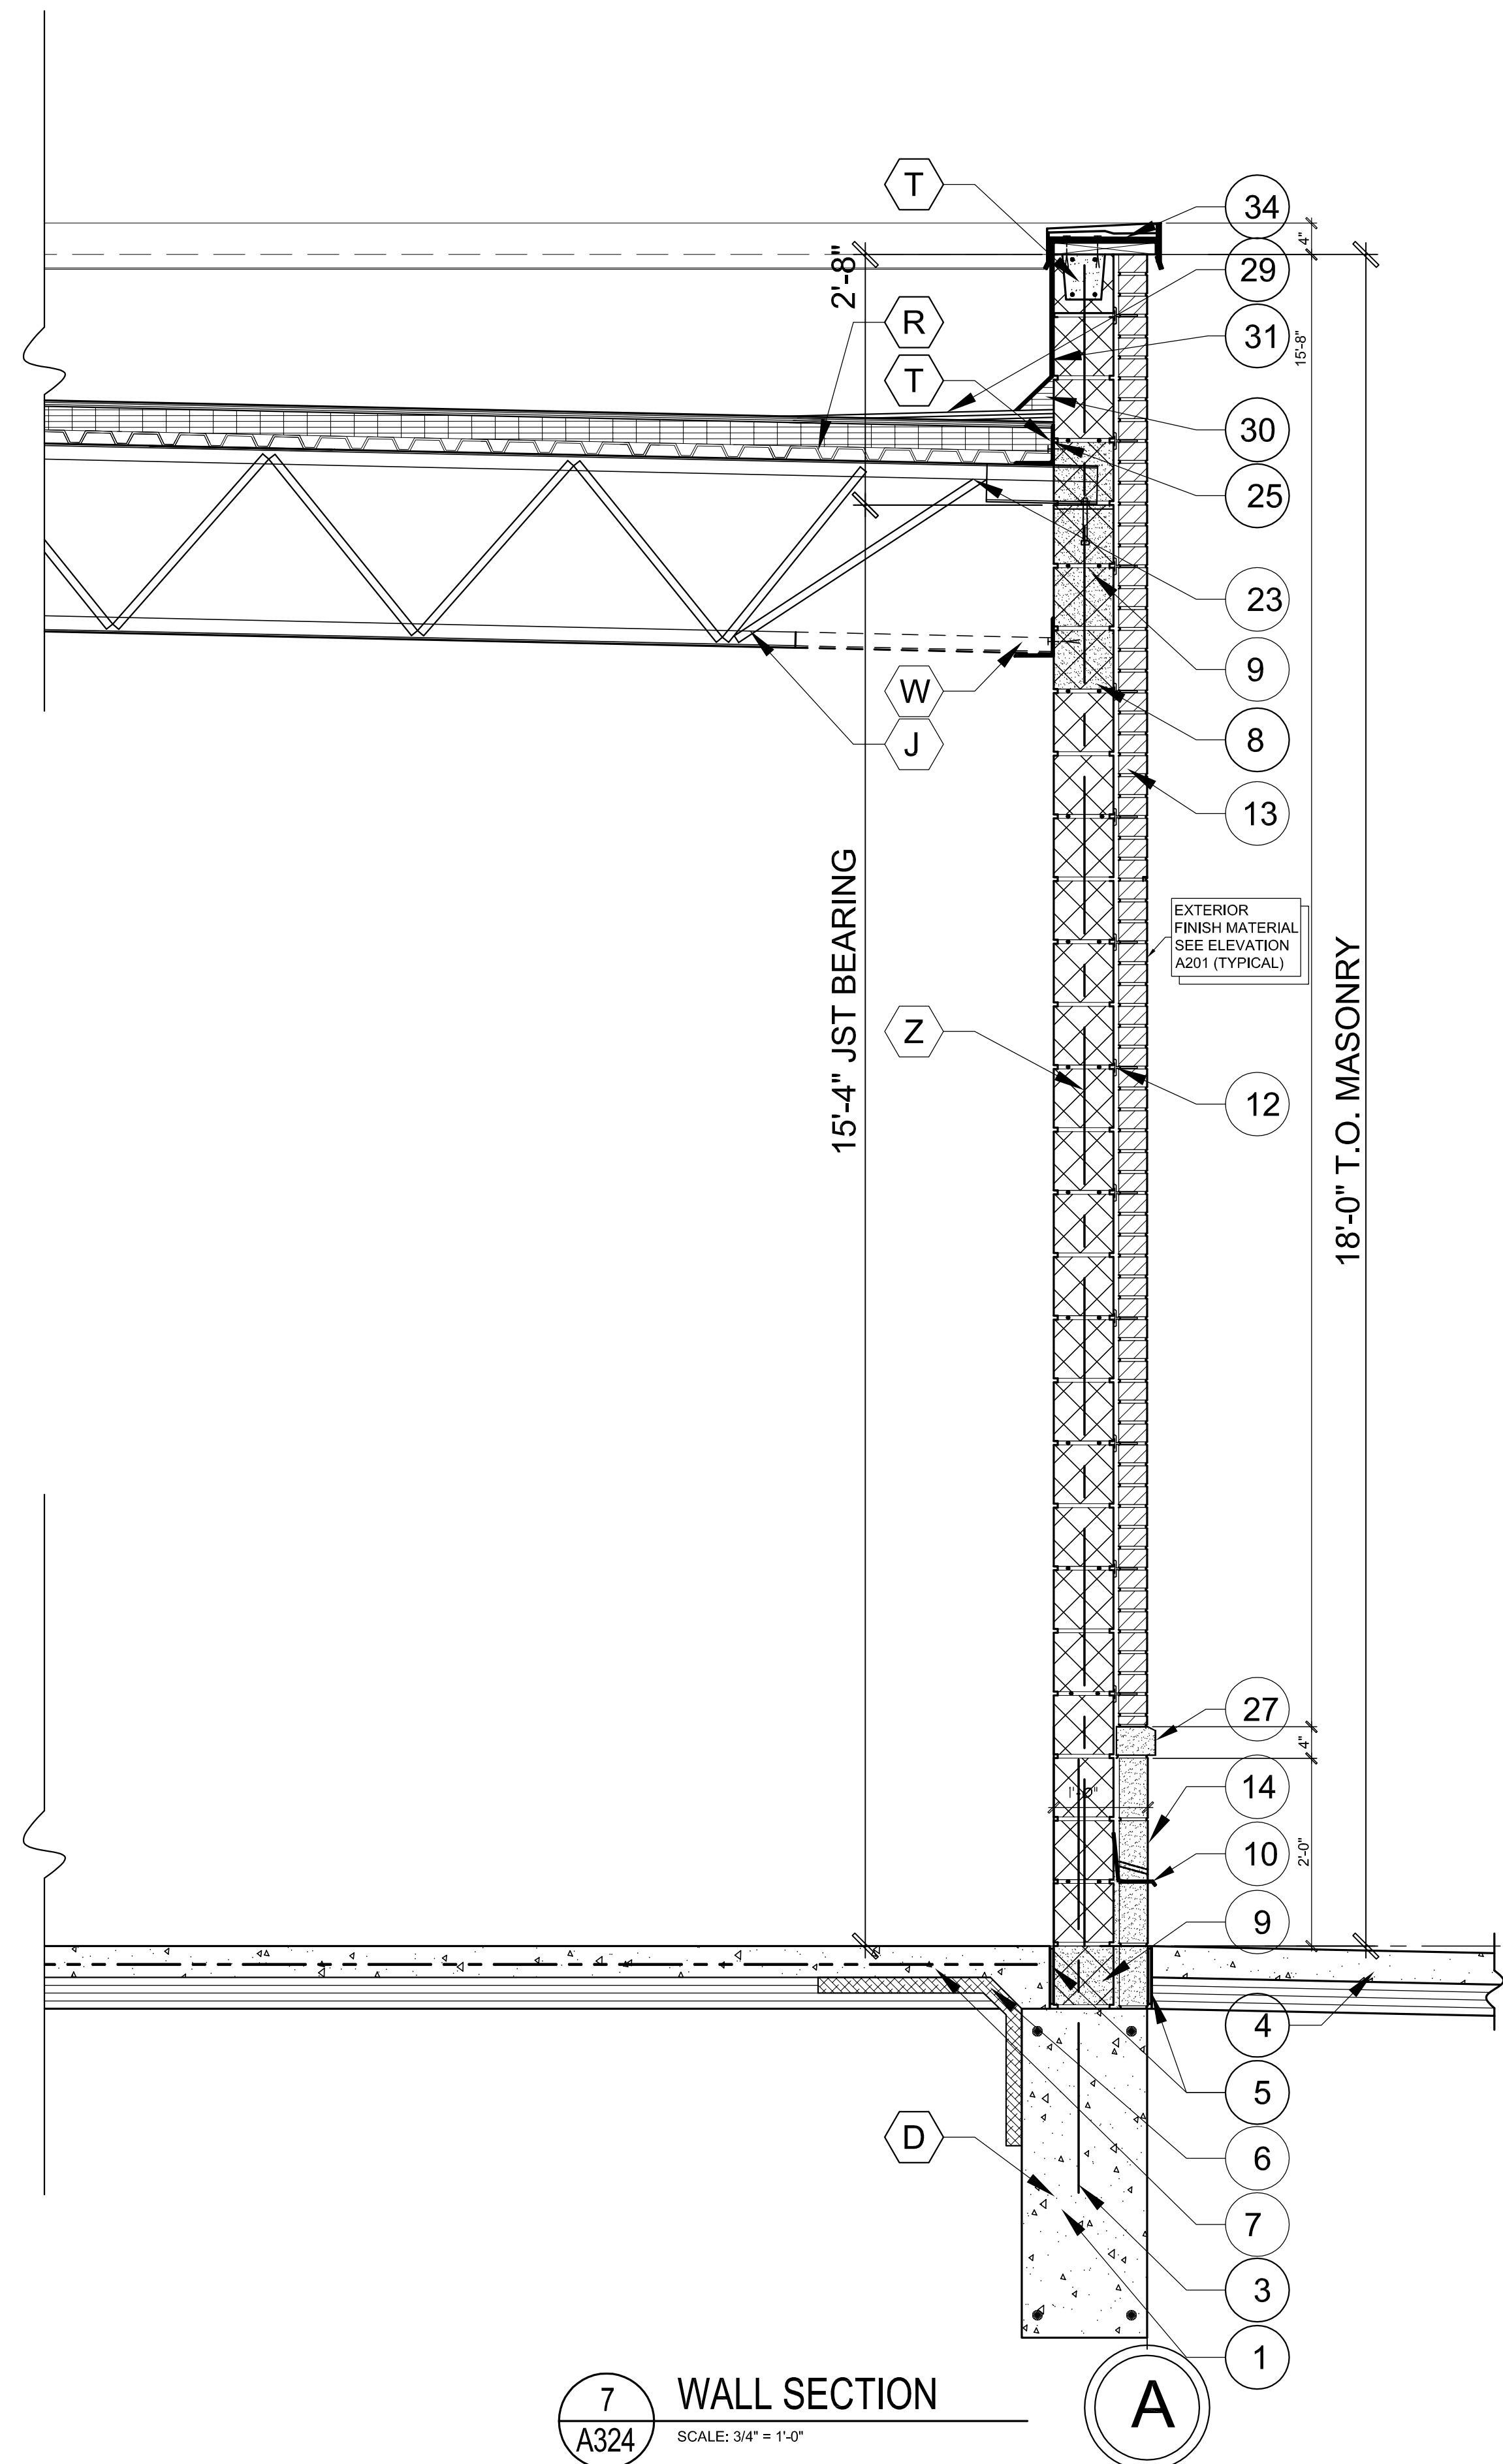 T
34
4"
2'-8"
29
R
31
15'-8"
T
30
25
23
9
W
8
J
13
15'-4" JST BEARING
EXTERIOR
FINISH MATERIAL
SEE ELEVATION
A201 (TYPICAL)
18'-0" T.O. MASONRY
Z
12
27
4"
14
10
2'-0"
9
4
5
D
6
7
3
1
7
A324
WALL SECTION
SCALE: 3/4" = 1'-0"
A